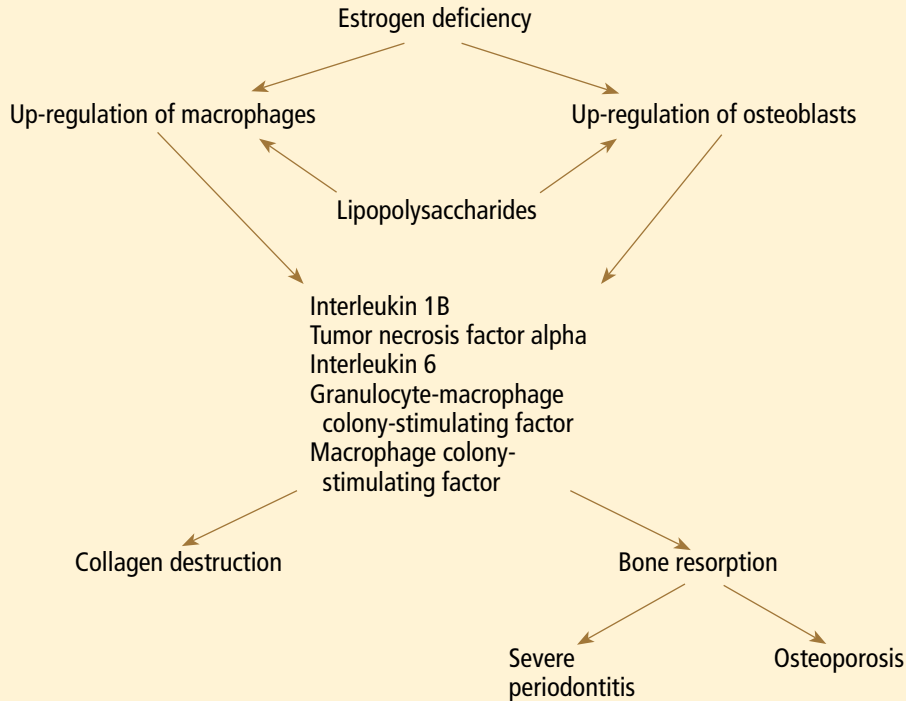 Estrogen deficiency
Up-regulation of macrophages
Up-regulation of osteoblasts
Lipopolysaccharides
Interleukin 1B
Tumor necrosis factor alpha
Interleukin 6
Granulocyte-macrophage
colony-stimulating factor
Macrophage colony-
stimulating factor
Collagen destruction
Bone resorption
Severe
periodontitis
Osteoporosis